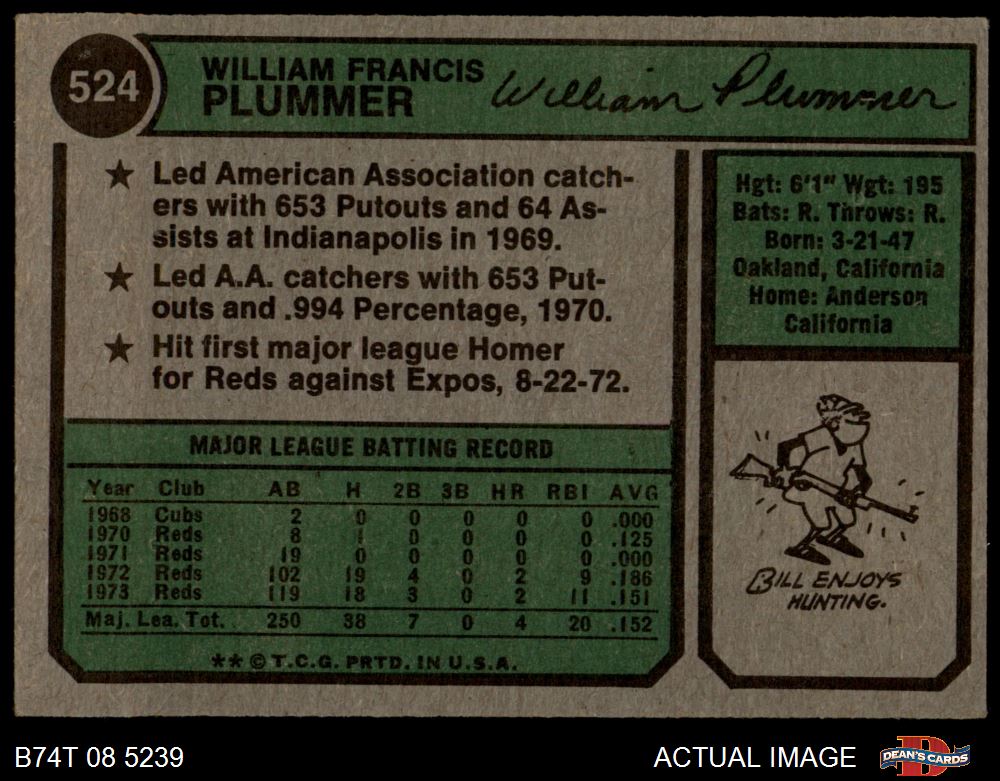 524
WILLIAM FRANCIS
PLUMMER
William Plummer
★ Led American Association catch-
ers with 653 Putouts and 64 As-
sists at Indianapolis in 1969.
★ Led A.A. catchers with 653 Put-
outs and .994 Percentage, 1970.
★ Hit first major league Homer
for Reds against Expos, 8-22-72.
Hgt: 6'1" Wgt: 195
Bats: R. Throws: R.
Born: 3-21-47
Oakland, California
Home: Anderson
California
MAJOR LEAGUE BATTING RECORD
Year Club AB H 2B 3B HR RBI AVG
1968 Cubs 2 0 0 0 0 0 .000
1970 Reds 8 1 0 0 0 0 .125
1971 Reds 19 0 0 0 0 0 .000
1972 Reds 102 19 4 0 2 9 .186
1973 Reds 119 18 3 0 2 11 .151
Maj. Lea. Tot. 250 38 7 0 4 20 .152
**©T.C.G. PRTD. IN U.S.A.
BILL ENJOYS
HUNTING.
B74T 08 5239
ACTUAL IMAGE
DEAN'S CARDS